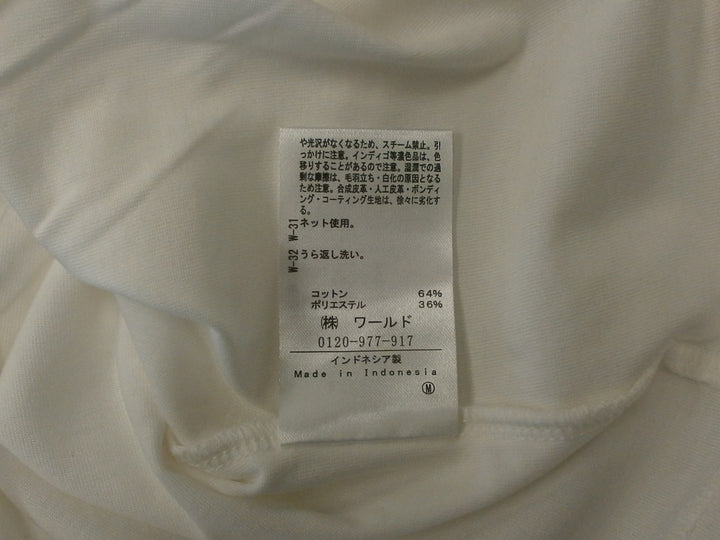 や光沢がなくなるため、スチーム禁止。引
っかけに注意。インディゴ等濃色品は、色
移りすることがあるので注意。湿潤での過
剰な摩擦は、毛羽立ち・白化の原因となる
ため注意。合成皮革・人工皮革・ボンディ
ング・コーティング生地は、徐々に劣化す
る。
ネット使用。
うら返し洗い。
W-32 W-31
コットン 64%
ポリエステル 36%
㈱ ワールド
0120-977-917
インドネシア製
Made in Indonesia
Ⓜ